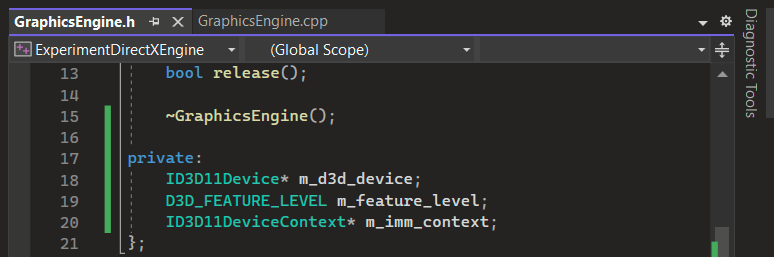 GraphicsEngine.h GraphicsEngine.cpp
ExperimentDirectXEngine (Global Scope)
13 bool release();
14
15 ~GraphicsEngine();
16
17 private:
18 ID3D11Device* m_d3d_device;
19 D3D_FEATURE_LEVEL m_feature_level;
20 ID3D11DeviceContext* m_imm_context;
21 };
Diagnostic Tools